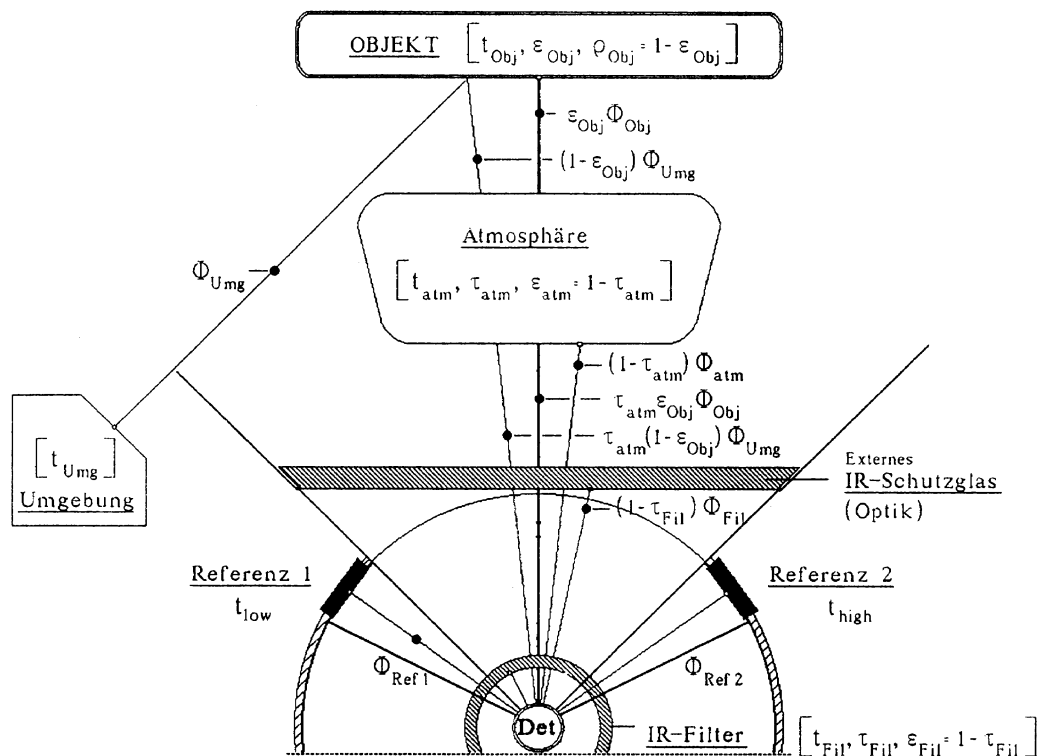 OBJEKT [t_Obj, ε_Obj, ρ_Obj = 1 - ε_Obj]
ε_Obj Φ_Obj
(1 - ε_Obj) Φ_Umg
Atmosphäre
[t_atm, τ_atm, ε_atm = 1 - τ_atm]
Φ_Umg
(1 - τ_atm) Φ_atm
τ_atm ε_Obj Φ_Obj
τ_atm (1 - ε_Obj) Φ_Umg
[t_Umg]
Umgebung
Externes
IR-Schutzglas
(Optik)
(1 - τ_Fil) Φ_Fil
Referenz 1
t_low
Referenz 2
t_high
Φ_Ref 1
Φ_Ref 2
Det
IR-Filter
[t_Fil, τ_Fil, ε_Fil = 1 - τ_Fil]